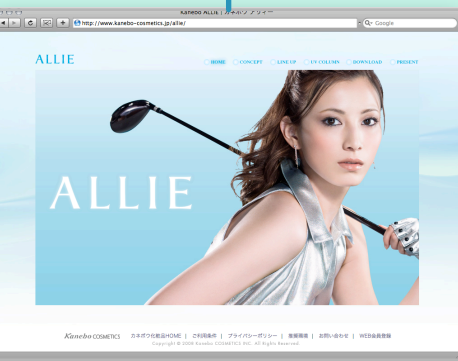 Kanebo ALLIE | カネボウ アリィー
http://www.kanebo-cosmetics.jp/allie/
Google
ALLIE
HOME CONCEPT LINE UP UV COLUMN DOWNLOAD PRESENT
ALLIE
Kanebo COSMETICS カネボウ化粧品HOME | ご利用条件 | プライバシーポリシー | 店舗検索 | お問い合わせ | WEB会員登録
Copyright © 2009 Kanebo COSMETICS INC. All Rights Reserved.